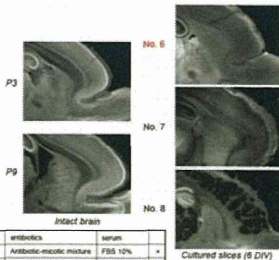 No. 6
P3
No. 7
P9
No. 8
Intact brain
antibiotics serum
Antibiotic-micotic mixture FBS 10%
Cultured slices (6 DIV)